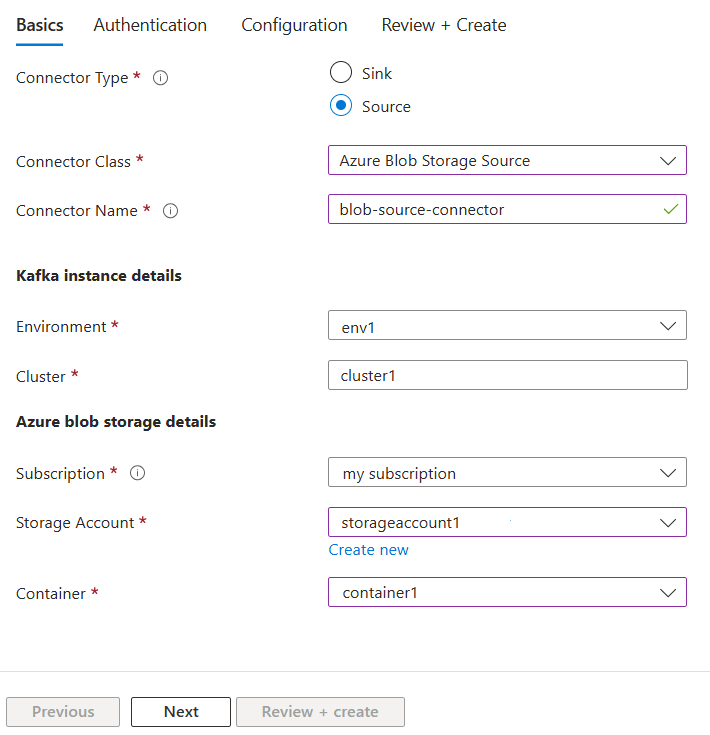 Basics Authentication Configuration Review + Create
Connector Type *
Sink
Source
Connector Class * Azure Blob Storage Source
Connector Name * blob-source-connector
Kafka instance details
Environment * env1
Cluster * cluster1
Azure blob storage details
Subscription * my subscription
Storage Account * storageaccount1
Create new
Container * container1
Previous Next Review + create